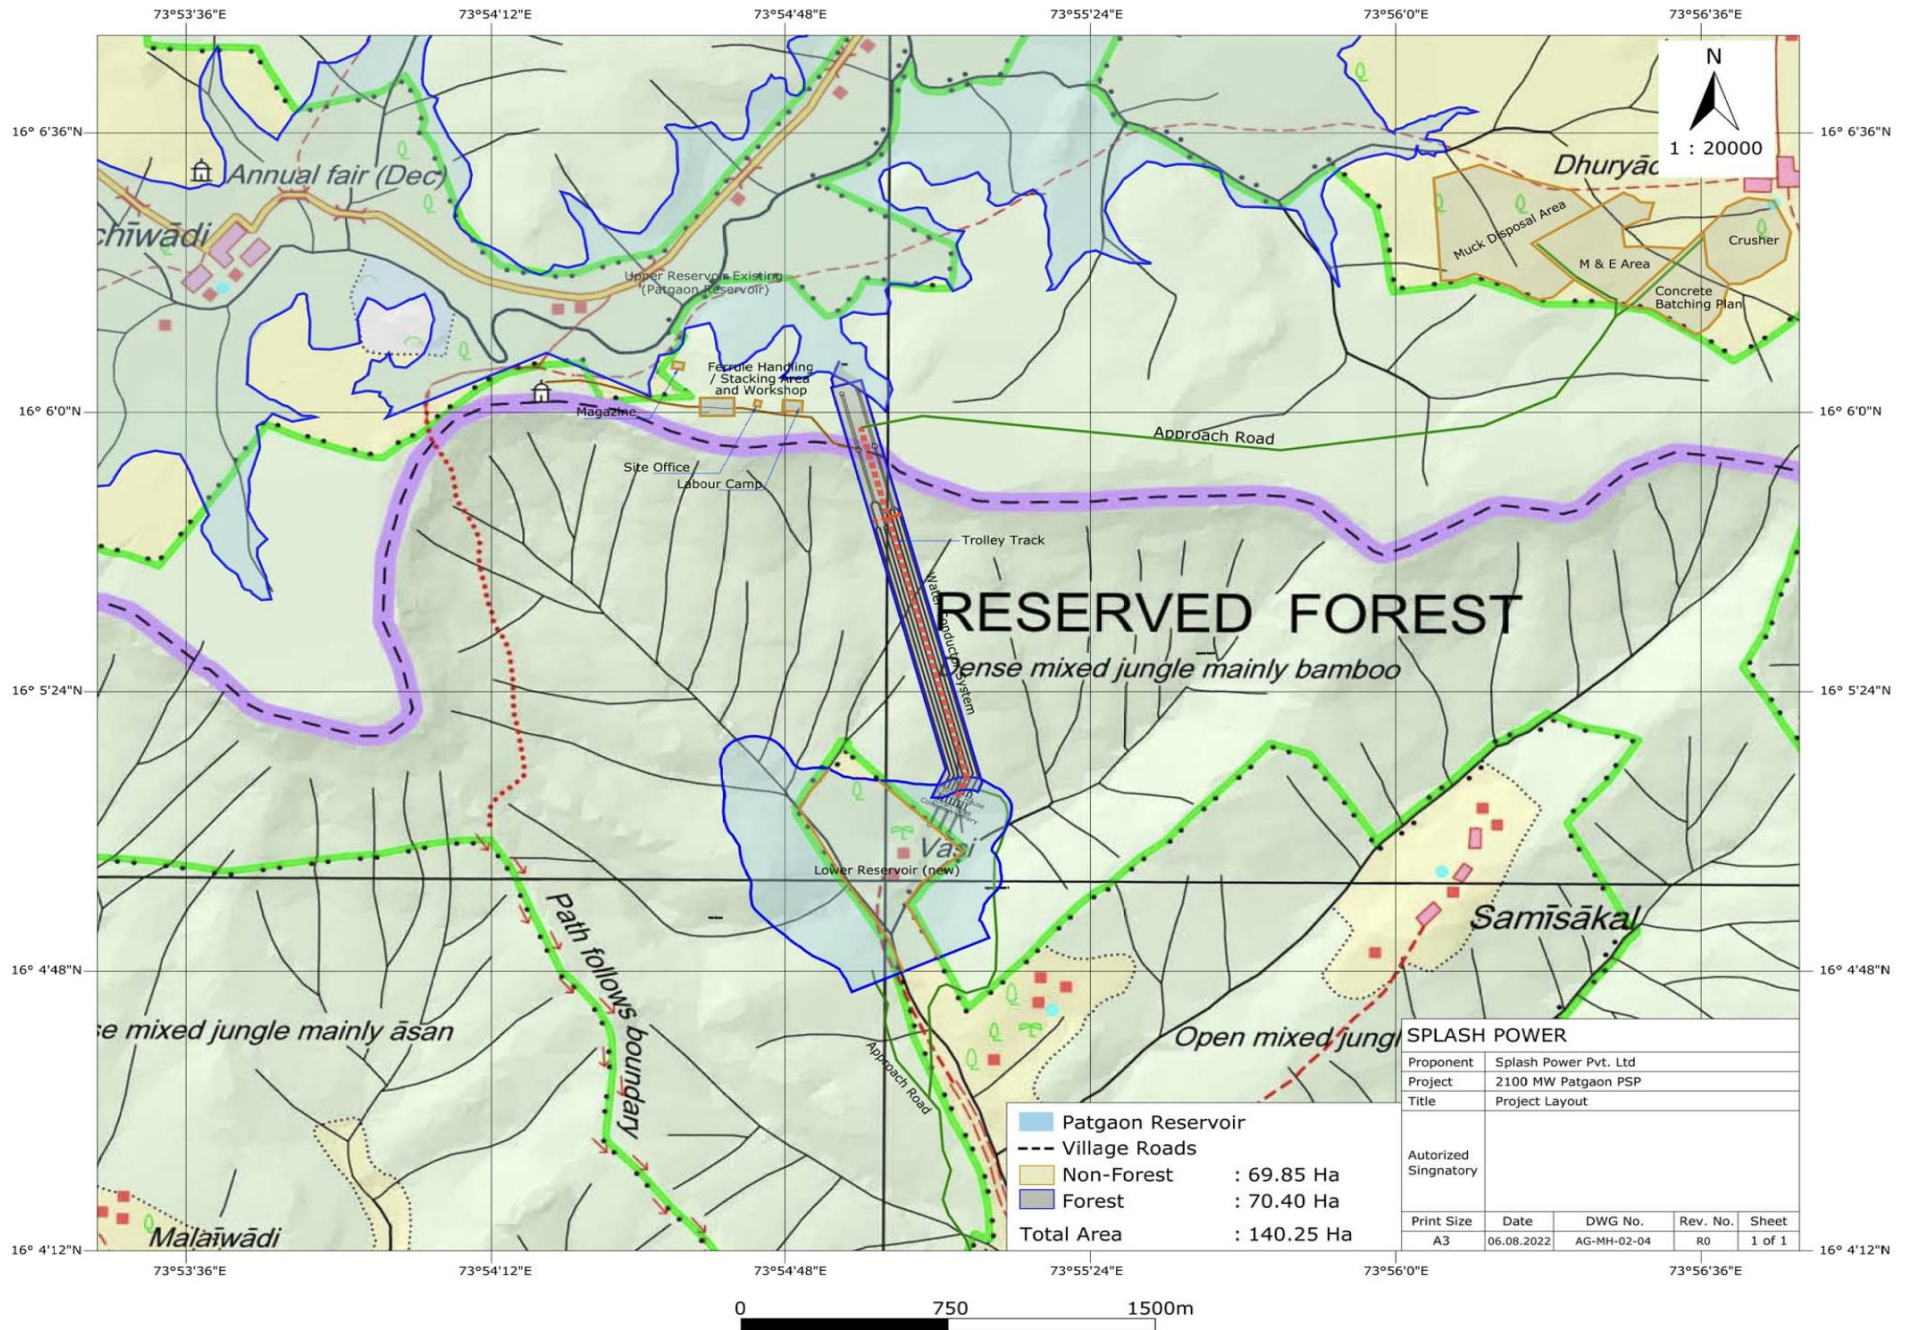 73°53'36"E
73°54'12"E
73°54'48"E
73°55'24"E
73°56'0"E
73°56'36"E
N
1 : 20000
16° 6'36"N
16° 6'36"N
Annual fair (Dec)
chīwādi
Dhuryāc
Muck Disposal Area
Crusher
M & E Area
Concrete
Batching Plan
Upper Reservoir Existing
(Patgaon Reservoir)
Ferrule Handling
/ Stacking Area
and Workshop
Magazine
16° 6'0"N
16° 6'0"N
Approach Road
Site Office
Labour Camp
Trolley Track
Water Conductor System
RESERVED FOREST
Dense mixed jungle mainly bamboo
16° 5'24"N
16° 5'24"N
Vasi
Lower Reservoir (new)
Path follows boundary
Samīsākal
16° 4'48"N
16° 4'48"N
se mixed jungle mainly āsan
Open mixed jungl
Approach Road
Malaīwādi
Patgaon Reservoir
Village Roads
Non-Forest : 69.85 Ha
Forest : 70.40 Ha
Total Area : 140.25 Ha
SPLASH POWER
Proponent Splash Power Pvt. Ltd
Project 2100 MW Patgaon PSP
Title Project Layout
Autorized
Singnatory
Print Size Date DWG No. Rev. No. Sheet
A3 06.08.2022 AG-MH-02-04 R0 1 of 1
16° 4'12"N
16° 4'12"N
73°53'36"E
73°54'12"E
73°54'48"E
73°55'24"E
73°56'0"E
73°56'36"E
0 750 1500m